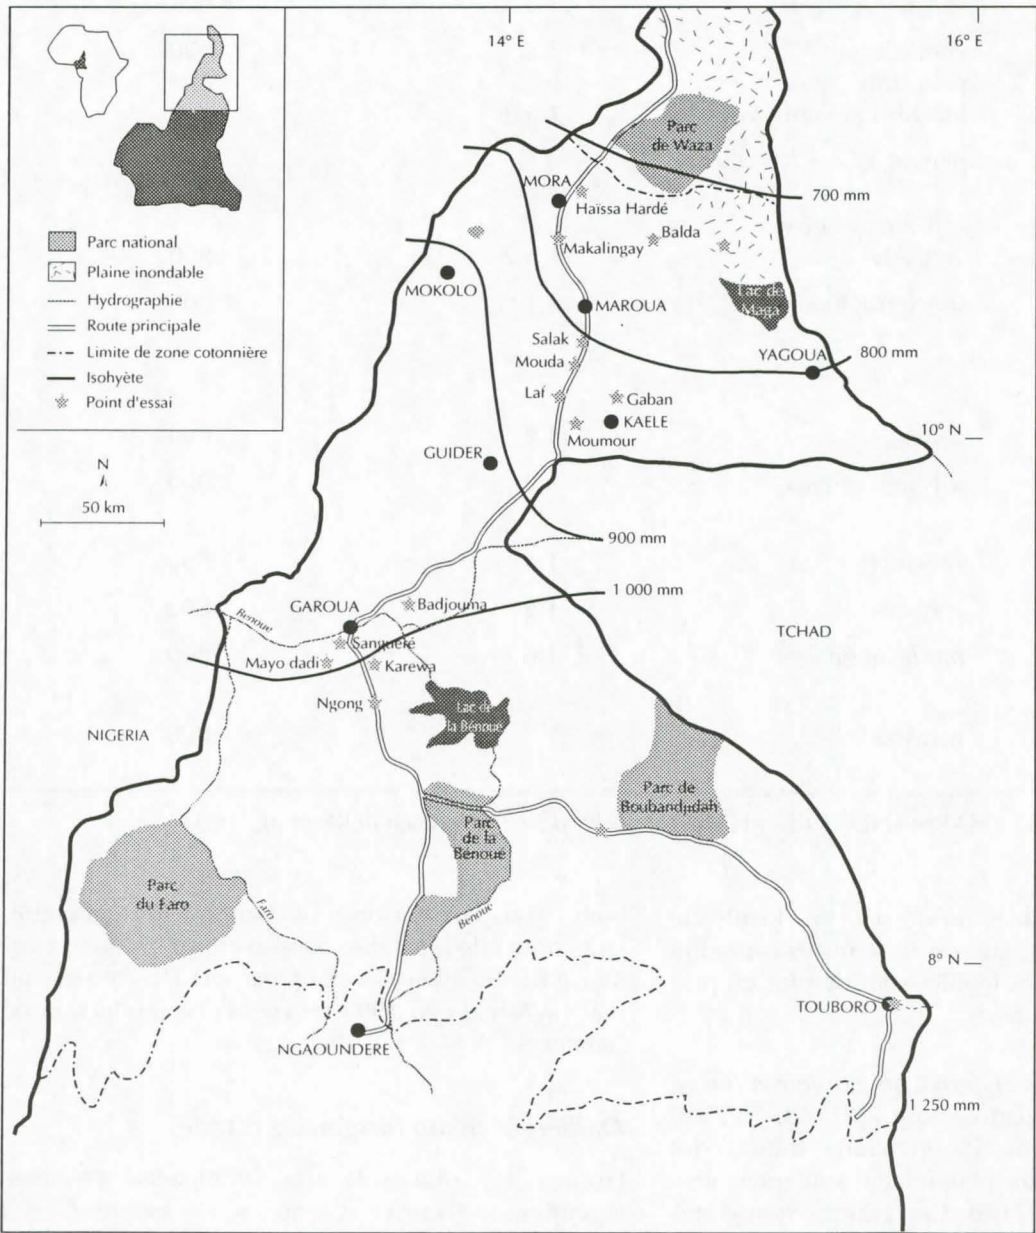 14° E
16° E
Parc
de Waza
700 mm
MORA
Haïssa Hardé
Makalingay
Balda
Parc national
Plaine inondable
Hydrographie
Route principale
Limite de zone cotonnière
Isohyète
Point d'essai
MOKOLO
MAROUA
Maga
Salak
Mouda
YAGOUA
800 mm
Laf
Gaban
KAELE
Moumour
10° N
GUIDER
N
50 km
900 mm
1 000 mm
GAROUA
Badjouma
Benoue
Sanguéré
TCHAD
Mayo dadi
Karewa
Ngong
Lac de
la Bénoué
NIGERIA
Parc de
Boubandjidah
Parc
de la
Bénoué
Parc
du Faro
Faro
Benoue
8° N
TOUBORO
NGAOUNDERE
1 250 mm